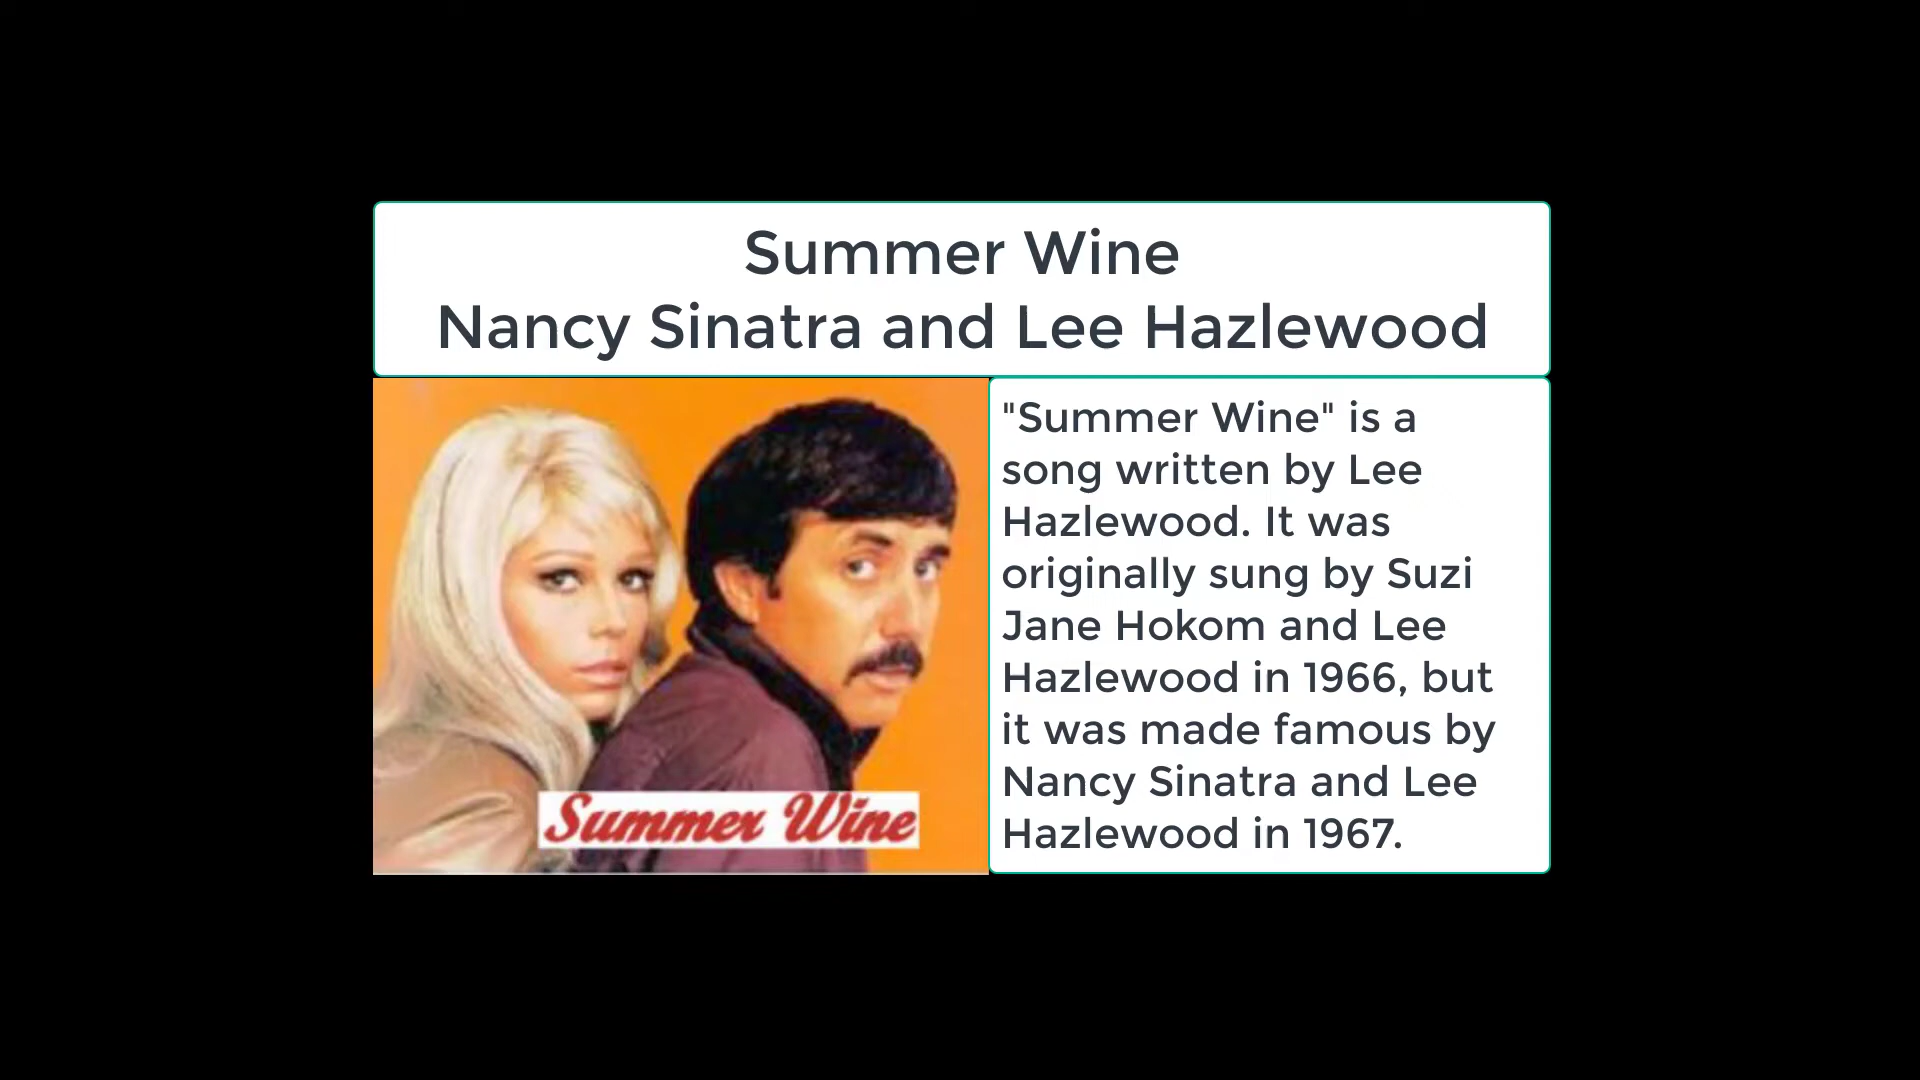 Summer Wine
Nancy Sinatra and Lee Hazlewood
"Summer Wine" is a
song written by Lee
Hazlewood. It was
originally sung by Suzi
Jane Hokom and Lee
Hazlewood in 1966, but
it was made famous by
Nancy Sinatra and Lee
Hazlewood in 1967.
Summer Wine